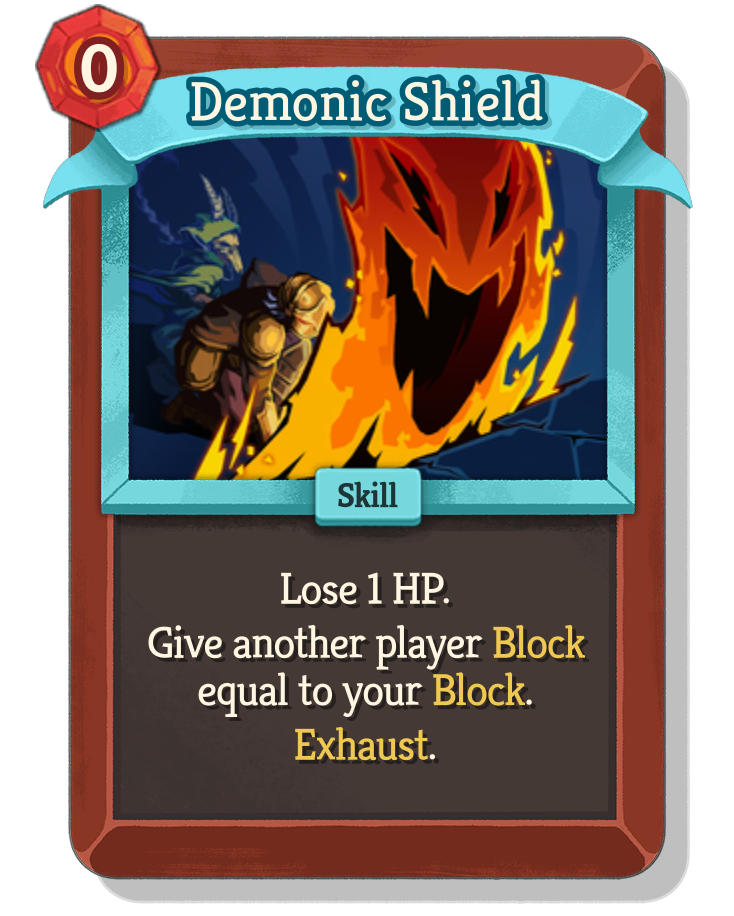 0
Demonic Shield
Skill
Lose 1 HP.
Give another player Block
equal to your Block.
Exhaust.